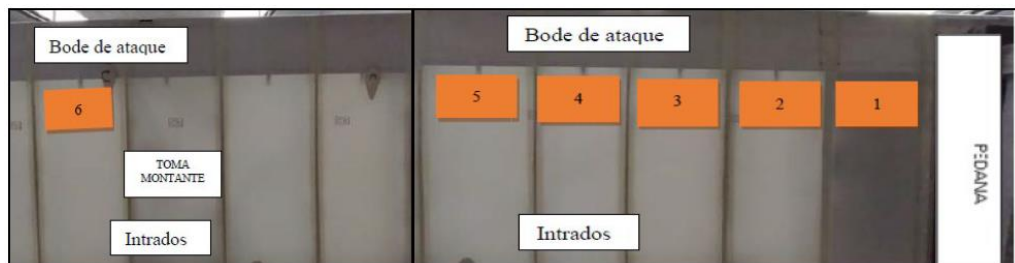 Bode de ataque
6
TOMA
MONTANTE
Intrados
Bode de ataque
5
4
3
2
1
PEDANA
Intrados